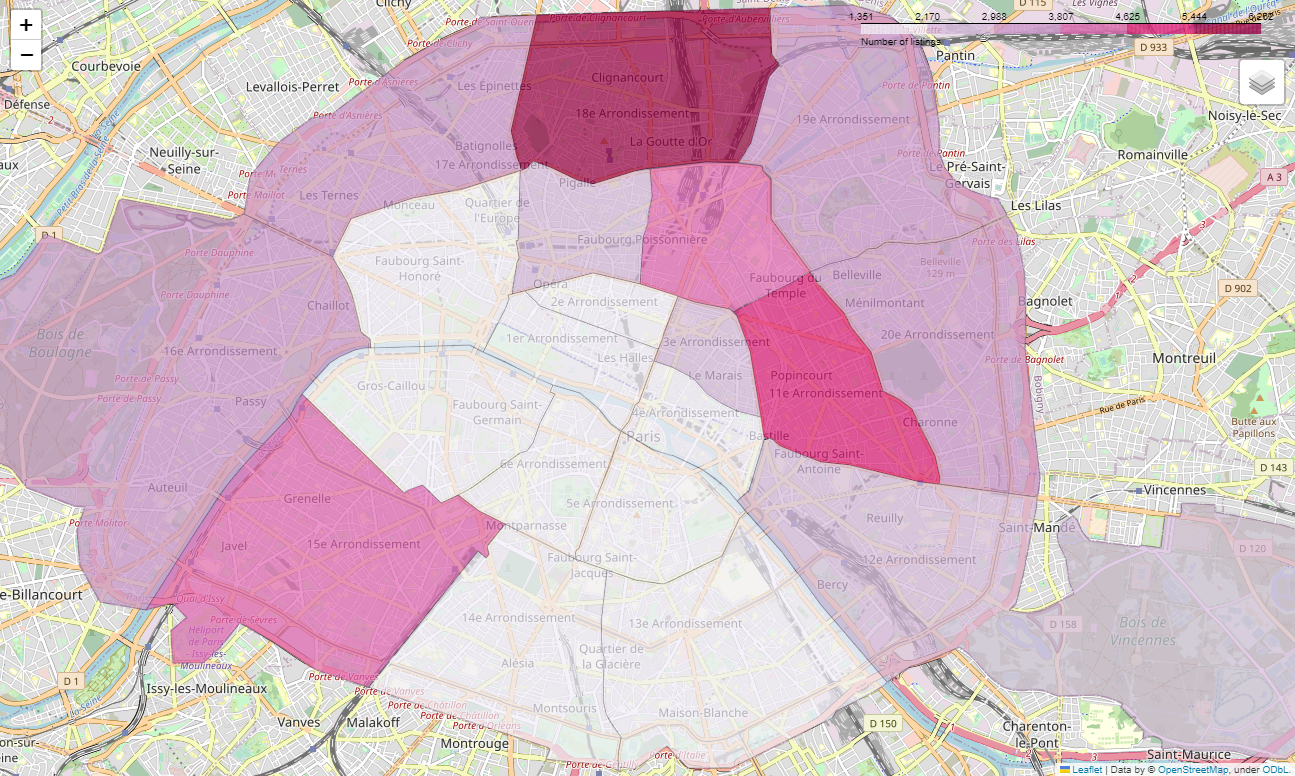 Clichy
Porte de Saint-Ouen
Porte de Clignancourt
Porte d'Aubervilliers
D 115
Les Vignes
1,351 2,170 2,988 3,807 4,625 5,444 6,262
Number of listings
+
−
Porte de Clichy
Courbevoie
Levallois-Perret
Porte d'Asnières
Les Épinettes
Clignancourt
D 933
Pantin
Porte de Pantin
Défense
Porte d'Asnières
18e Arrondissement
19e Arrondissement
Noisy-le-Sec
Neuilly-sur-
Seine
Batignolles
17e Arrondissement
La Goutte d'Or
Porte de Pantin
Romainville
Le Pré-Saint-
Gervais
A 3
Porte des Ternes
Porte Maillot
Les Ternes
Pigalle
Monceau
Quartier de
l'Europe
Les Lilas
D 1
Faubourg Poissonnière
Porte des Lilas
Porte Dauphine
Faubourg Saint-
Honoré
Belleville
Belleville
129 m
Faubourg du
Temple
Opéra
Porte Dauphine
Chaillot
2e Arrondissement
Ménilmontant
Bagnolet
D 902
Bois de
Boulogne
1er Arrondissement
3e Arrondissement
20e Arrondissement
16e Arrondissement
Les Halles
Porte de Bagnolet
Montreuil
Porte de Passy
Gros-Caillou
Le Marais
Popincourt
11e Arrondissement
Bobigny
Porte de Passy
Passy
Faubourg Saint-
Germain
4e Arrondissement
Rue de Paris
Charonne
Butte aux
Papillons
Paris
Bastille
Faubourg Saint-
Antoine
6e Arrondissement
D 143
Auteuil
Grenelle
5e Arrondissement
Vincennes
Porte Molitor
Montparnasse
Reuilly
Saint-Mandé
Javel
15e Arrondissement
Faubourg Saint-
Jacques
12e Arrondissement
D 120
e-Billancourt
Quai d'Issy
Bercy
Porte de Sèvres
14e Arrondissement
13e Arrondissement
D 158
Bois de
Vincennes
Héliport
de Paris
- Issy-les-
Moulineaux
Alésia
Quartier de
la Glacière
D 1
Issy-les-Moulineaux
Porte de Vanves
Porte de Vanves
Porte de Châtillon
Porte de Châtillon
Porte d'Orléans
Montsouris
Maison-Blanche
Vanves
Malakoff
D 150
Charenton-
le-Pont
Montrouge
Porte de Gentilly
Porte d'Italie
Saint-Maurice
Leaflet | Data by © OpenStreetMap, under ODbL.